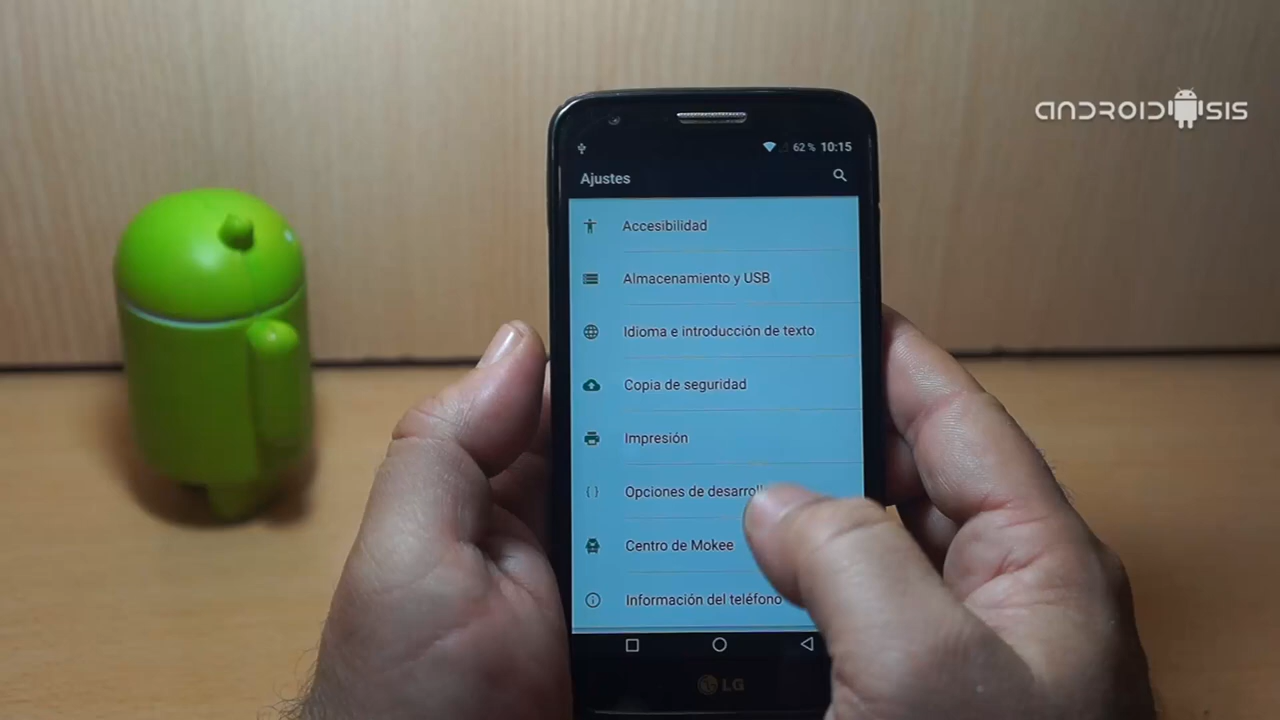 ANDROIDSIS
62 % 10:15
Ajustes
Accesibilidad
Almacenamiento y USB
Idioma e introducción de texto
Copia de seguridad
Impresión
Opciones de desarroll
Centro de Mokee
Información del teléfono
LG